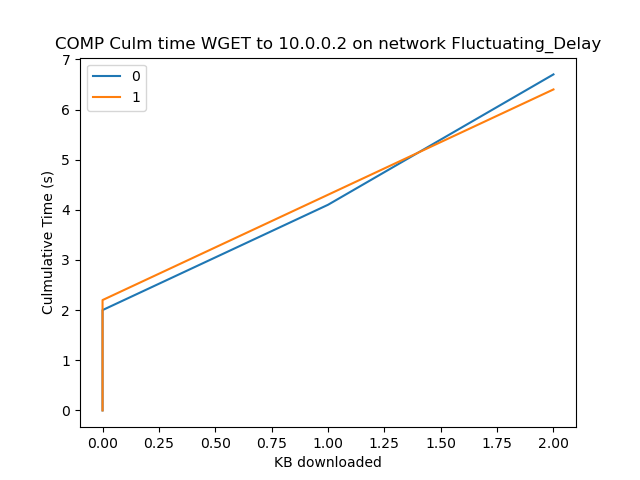 COMP Culm time WGET to 10.0.0.2 on network Fluctuating_Delay
7
6
5
4
3
2
1
0
Culmulative Time (s)
0
1
0.00 0.25 0.50 0.75 1.00 1.25 1.50 1.75 2.00
KB downloaded